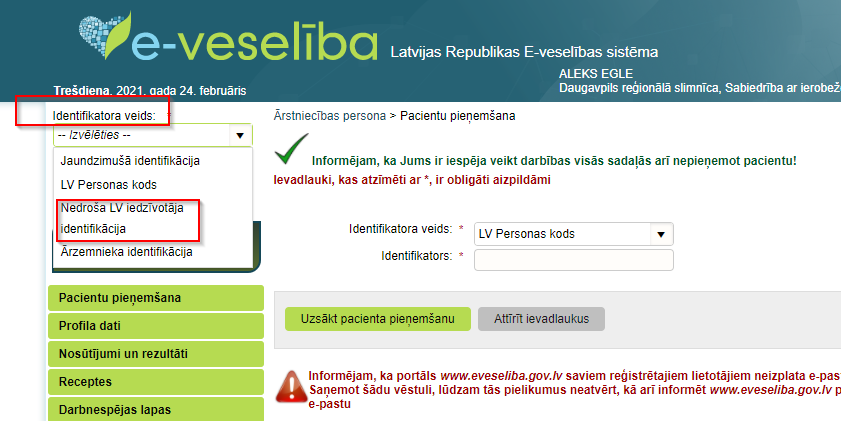 e-veselība
Latvijas Republikas E-veselības sistēma
ALEKS EGLE
Trešdiena, 2021. gada 24. februāris
Daugavpils reģionālā slimnīca, Sabiedrība ar ierobež
Identifikatora veids: *
-- Izvēlēties --
Jaundzimušā identifikācija
LV Personas kods
Nedroša LV iedzīvotāja
identifikācija
Ārzemnieka identifikācija
Pacientu pieņemšana
Profila dati
Nosūtījumi un rezultāti
Receptes
Darbnespējas lapas
Ārstniecības persona > Pacientu pieņemšana
Informējam, ka Jums ir iespēja veikt darbības visās sadaļās arī nepieņemot pacientu!
Ievadlauki, kas atzīmēti ar *, ir obligāti aizpildāmi
Identifikatora veids: * LV Personas kods
Identifikators: *
Uzsākt pacienta pieņemšanu Attīrīt ievadlaukus
Informējam, ka portāls www.eveseliba.gov.lv saviem reģistrētajiem lietotājiem neizplata e-past
Saņemot šādu vēstuli, lūdzam tās pielikumus neatvērt, kā arī informēt www.eveseliba.gov.lv p
e-pastu